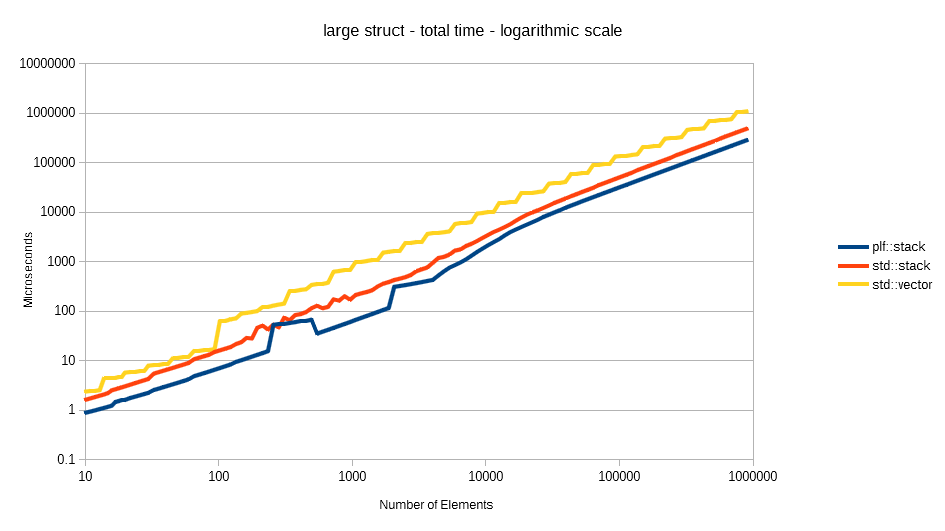 large struct - total time - logarithmic scale
10000000
1000000
100000
10000
1000
100
10
1
0.1
Microseconds
10 100 1000 10000 100000 1000000
Number of Elements
plf::stack
std::stack
std::vector